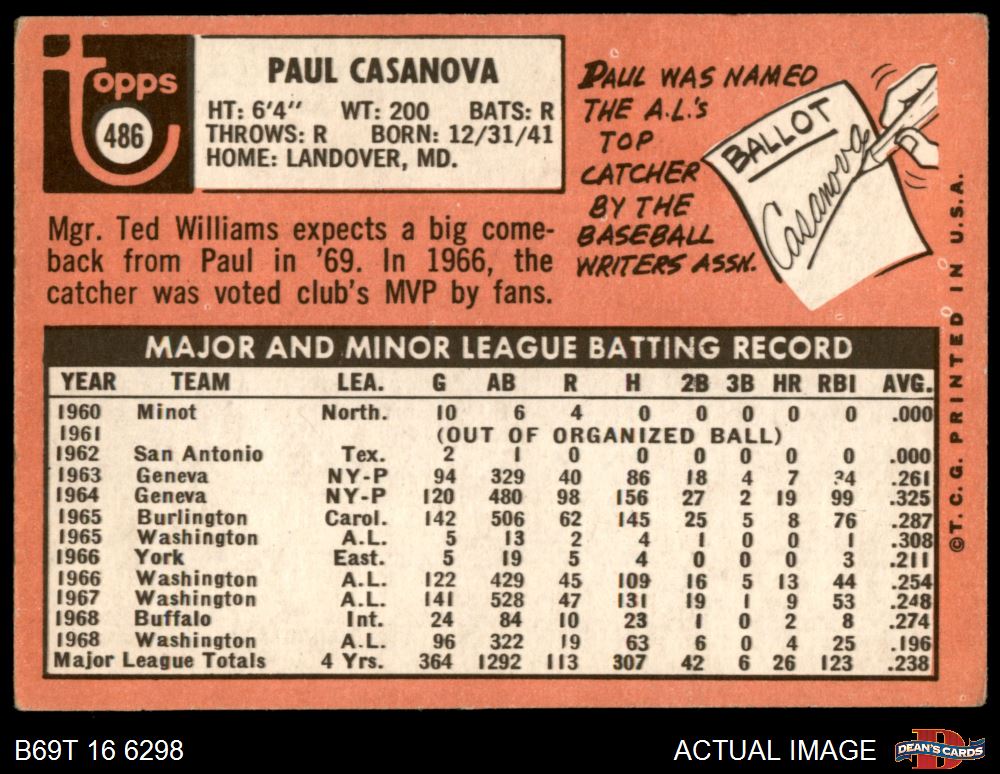 Topps
486
PAUL CASANOVA
HT: 6'4" WT: 200 BATS: R
THROWS: R BORN: 12/31/41
HOME: LANDOVER, MD.
Mgr. Ted Williams expects a big come-
back from Paul in '69. In 1966, the
catcher was voted club's MVP by fans.
PAUL WAS NAMED
THE A.L.'s
TOP
CATCHER
BY THE
BASEBALL
WRITERS ASSN.
BALLOT
Casanova
MAJOR AND MINOR LEAGUE BATTING RECORD
YEAR TEAM LEA. G AB R H 2B 3B HR RBI AVG.
1960 Minot North. 10 6 4 0 0 0 0 0 .000
1961 (OUT OF ORGANIZED BALL)
1962 San Antonio Tex. 2 1 0 0 0 0 0 0 .000
1963 Geneva NY-P 94 329 40 86 18 4 7 34 .261
1964 Geneva NY-P 120 480 98 156 27 2 19 99 .325
1965 Burlington Carol. 142 506 62 145 25 5 8 76 .287
1965 Washington A.L. 5 13 2 4 1 0 0 1 .308
1966 York East. 5 19 5 4 0 0 0 3 .211
1966 Washington A.L. 122 429 45 109 16 5 13 44 .254
1967 Washington A.L. 141 528 47 131 19 1 9 53 .248
1968 Buffalo Int. 24 84 10 23 1 0 2 8 .274
1968 Washington A.L. 96 322 19 63 6 0 4 25 .196
Major League Totals 4 Yrs. 364 1292 113 307 42 6 26 123 .238
©T. C. G. PRINTED IN U.S.A.
B69T 16 6298
ACTUAL IMAGE
D
DEAN'S CARDS